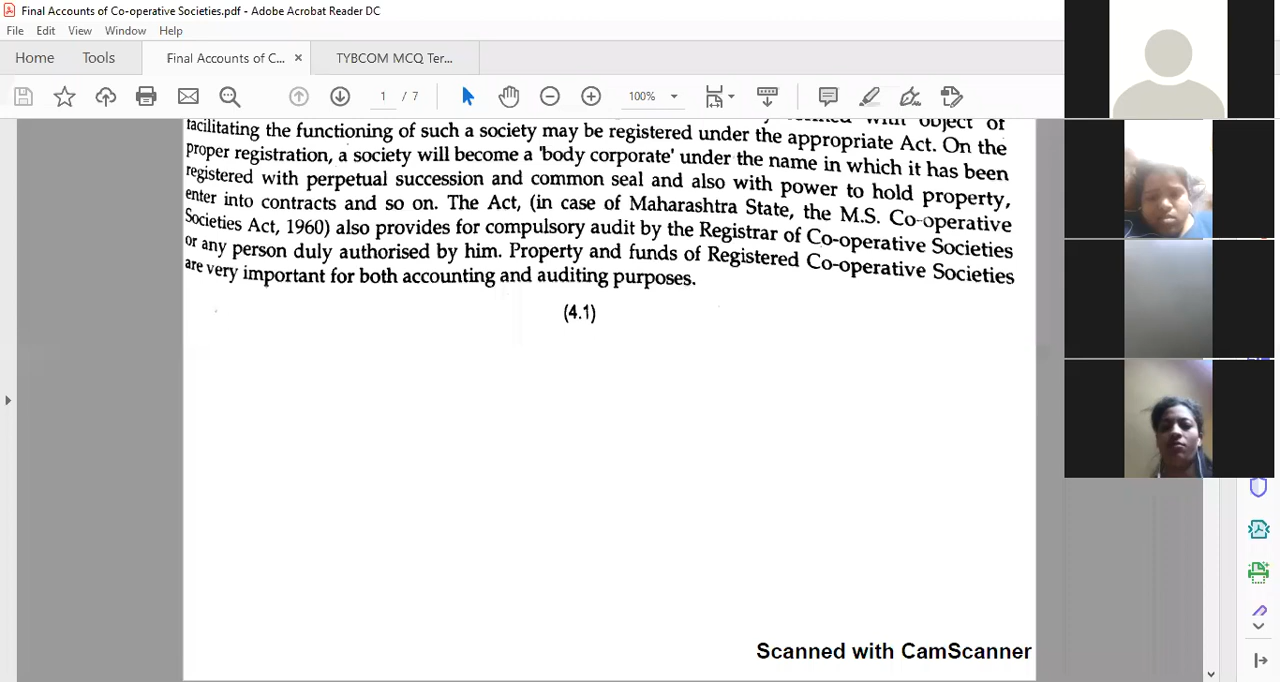 Final Accounts of Co-operative Societies.pdf - Adobe Acrobat Reader DC
File Edit View Window Help
Home Tools Final Accounts of C... × TYBCOM MCQ Ter...
1 / 7 100%
with object of
facilitating the functioning of such a society may be registered under the appropriate Act. On the
proper registration, a society will become a 'body corporate' under the name in which it has been
registered with perpetual succession and common seal and also with power to hold property,
enter into contracts and so on. The Act, (in case of Maharashtra State, the M.S. Co-operative
Societies Act, 1960) also provides for compulsory audit by the Registrar of Co-operative Societies
or any person duly authorised by him. Property and funds of Registered Co-operative Societies
are very important for both accounting and auditing purposes.
(4.1)
Scanned with CamScanner